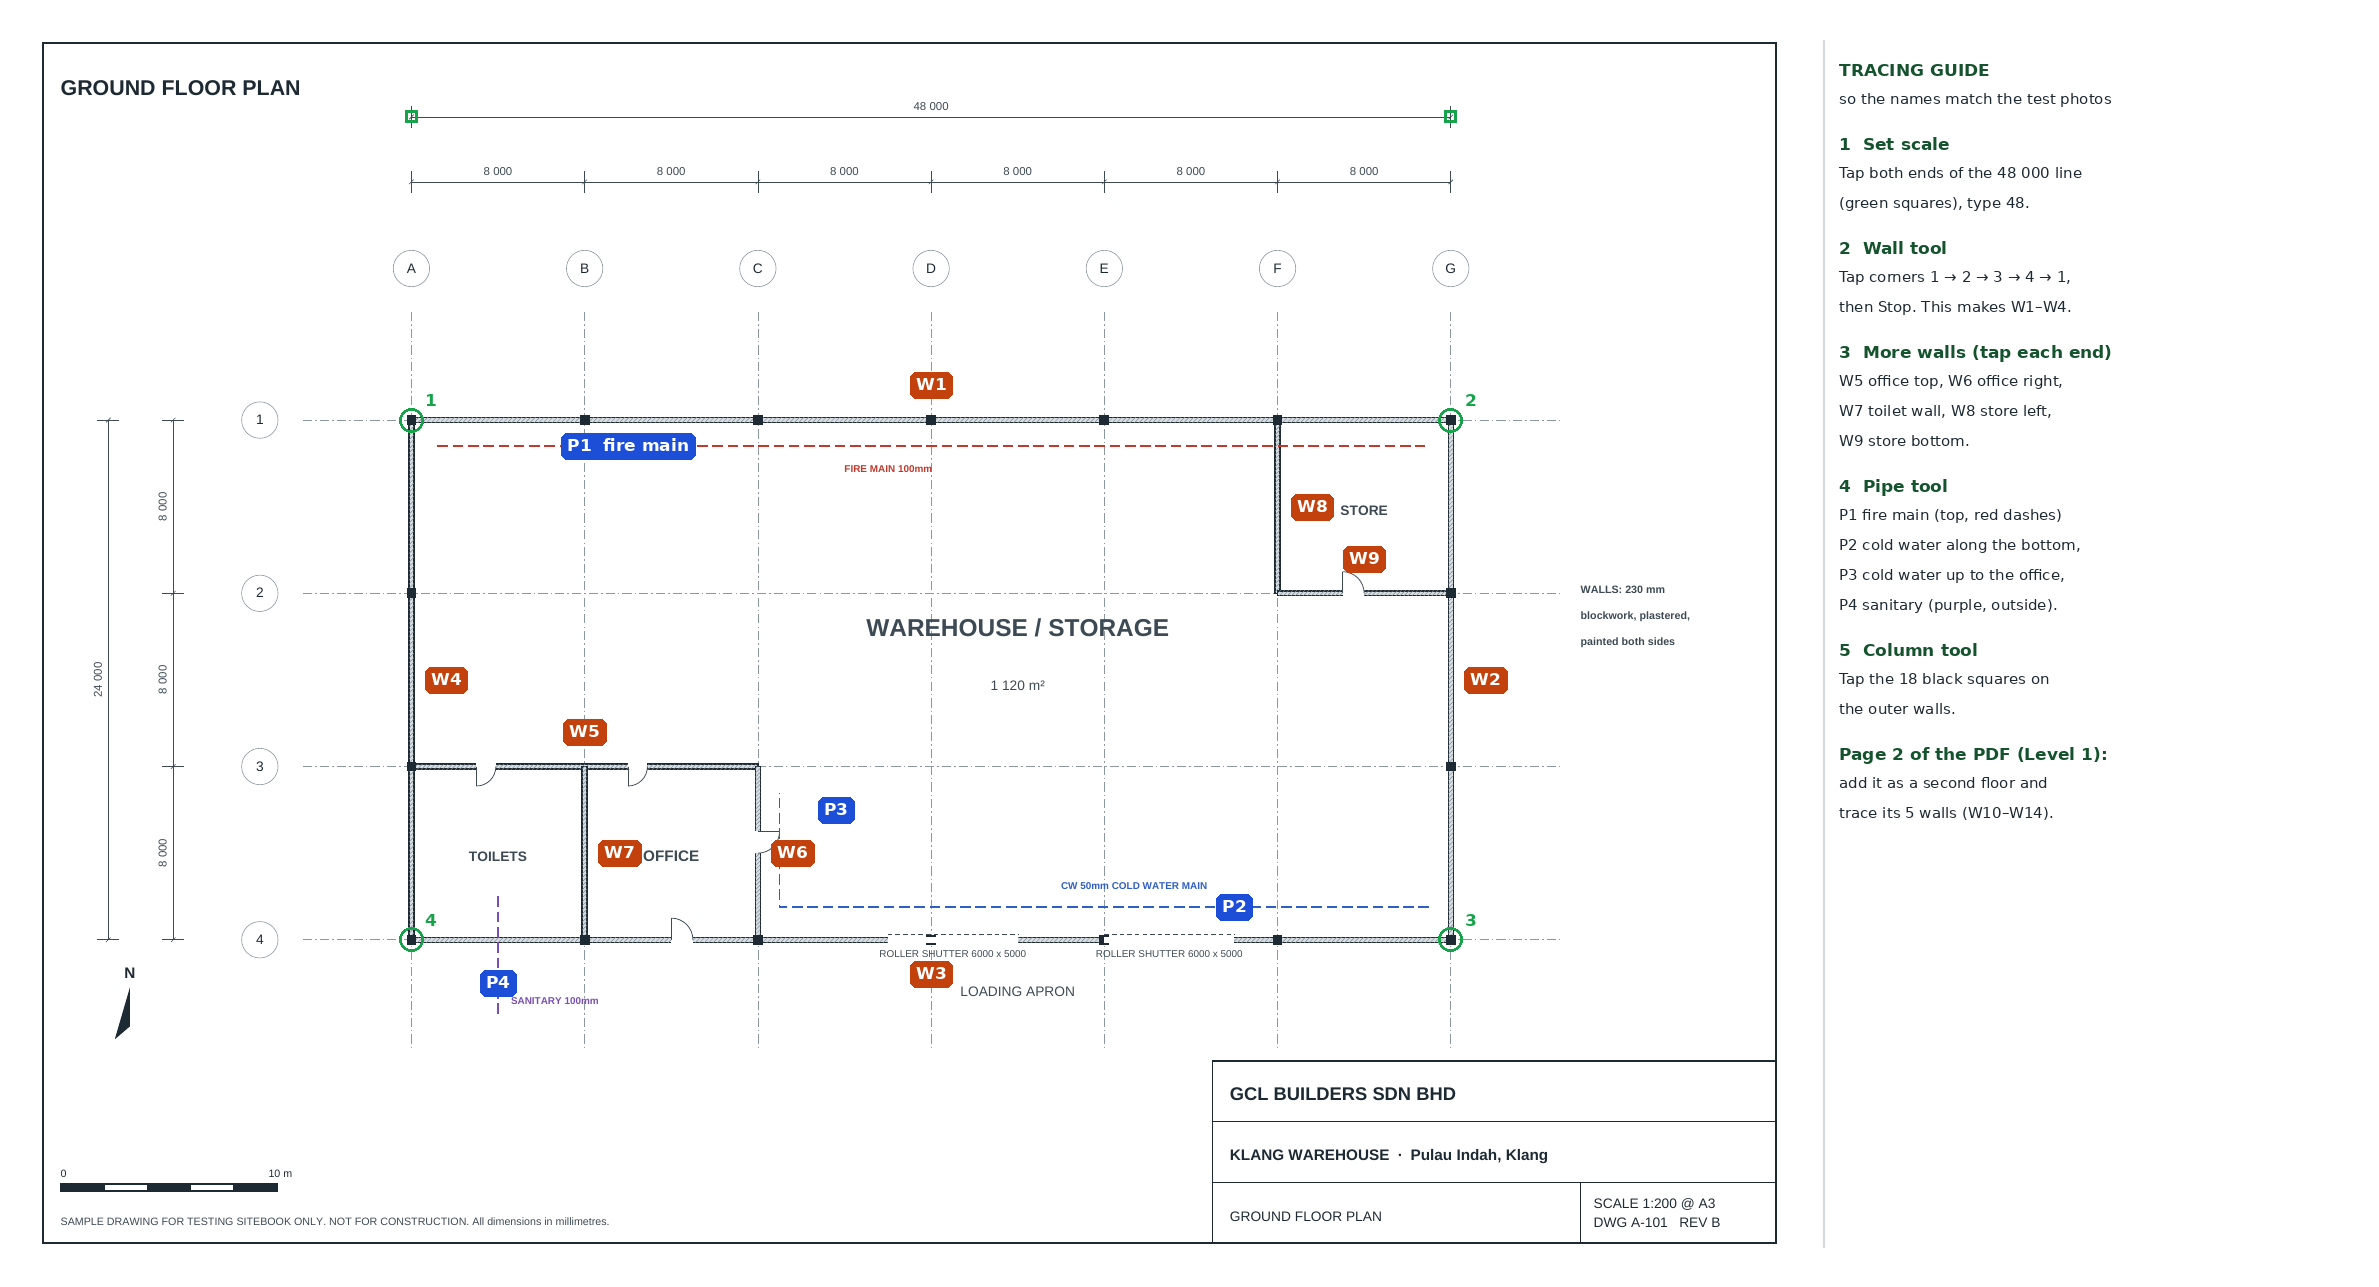 GROUND FLOOR PLAN
48 000
8 000
8 000
8 000
8 000
8 000
8 000
A
B
C
D
E
F
G
W1
1
2
1
P1 fire main
FIRE MAIN 100mm
8 000
W8
STORE
W9
2
WALLS: 230 mm
blockwork, plastered,
painted both sides
WAREHOUSE / STORAGE
24 000
8 000
W4
1 120 m²
W2
W5
3
P3
8 000
TOILETS
W7
OFFICE
W6
CW 50mm COLD WATER MAIN
P2
4
3
4
ROLLER SHUTTER 6000 x 5000
ROLLER SHUTTER 6000 x 5000
N
W3
P4
LOADING APRON
SANITARY 100mm
GCL BUILDERS SDN BHD
KLANG WAREHOUSE · Pulau Indah, Klang
GROUND FLOOR PLAN
SCALE 1:200 @ A3
DWG A-101 REV B
0
10 m
SAMPLE DRAWING FOR TESTING SITEBOOK ONLY. NOT FOR CONSTRUCTION. All dimensions in millimetres.
TRACING GUIDE
so the names match the test photos
1 Set scale
Tap both ends of the 48 000 line
(green squares), type 48.
2 Wall tool
Tap corners 1 → 2 → 3 → 4 → 1,
then Stop. This makes W1–W4.
3 More walls (tap each end)
W5 office top, W6 office right,
W7 toilet wall, W8 store left,
W9 store bottom.
4 Pipe tool
P1 fire main (top, red dashes)
P2 cold water along the bottom,
P3 cold water up to the office,
P4 sanitary (purple, outside).
5 Column tool
Tap the 18 black squares on
the outer walls.
Page 2 of the PDF (Level 1):
add it as a second floor and
trace its 5 walls (W10–W14).